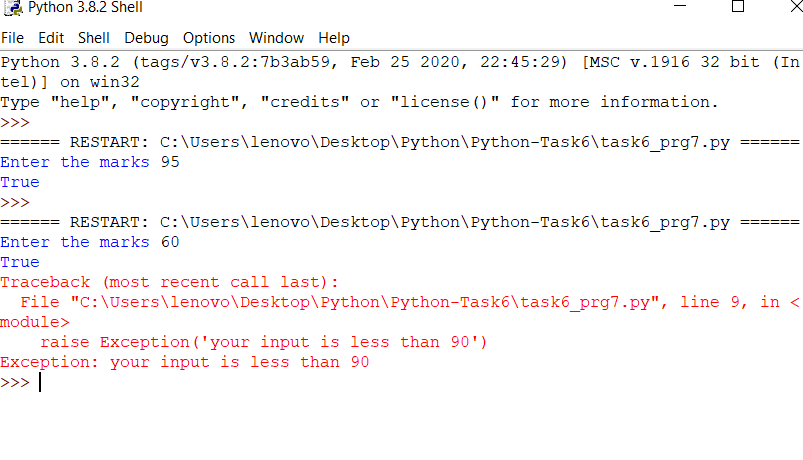 Python 3.8.2 Shell
File Edit Shell Debug Options Window Help
Python 3.8.2 (tags/v3.8.2:7b3ab59, Feb 25 2020, 22:45:29) [MSC v.1916 32 bit (In
tel)] on win32
Type "help", "copyright", "credits" or "license()" for more information.
>>>
====== RESTART: C:\Users\lenovo\Desktop\Python\Python-Task6\task6_prg7.py ======
Enter the marks 95
True
>>>
====== RESTART: C:\Users\lenovo\Desktop\Python\Python-Task6\task6_prg7.py ======
Enter the marks 60
True
Traceback (most recent call last):
  File "C:\Users\lenovo\Desktop\Python\Python-Task6\task6_prg7.py", line 9, in <
module>
    raise Exception('your input is less than 90')
Exception: your input is less than 90
>>>